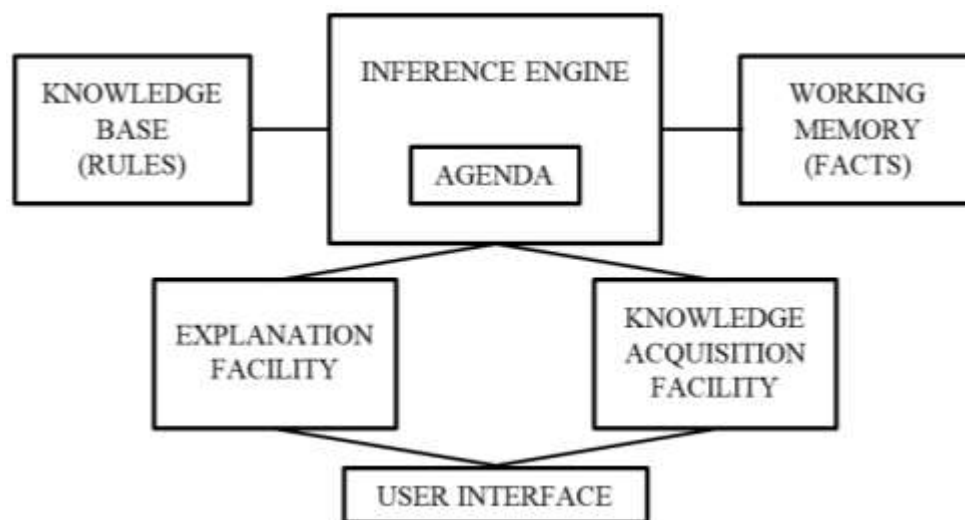 KNOWLEDGE
BASE
(RULES)
INFERENCE ENGINE
AGENDA
WORKING
MEMORY
(FACTS)
EXPLANATION
FACILITY
KNOWLEDGE
ACQUISITION
FACILITY
USER INTERFACE